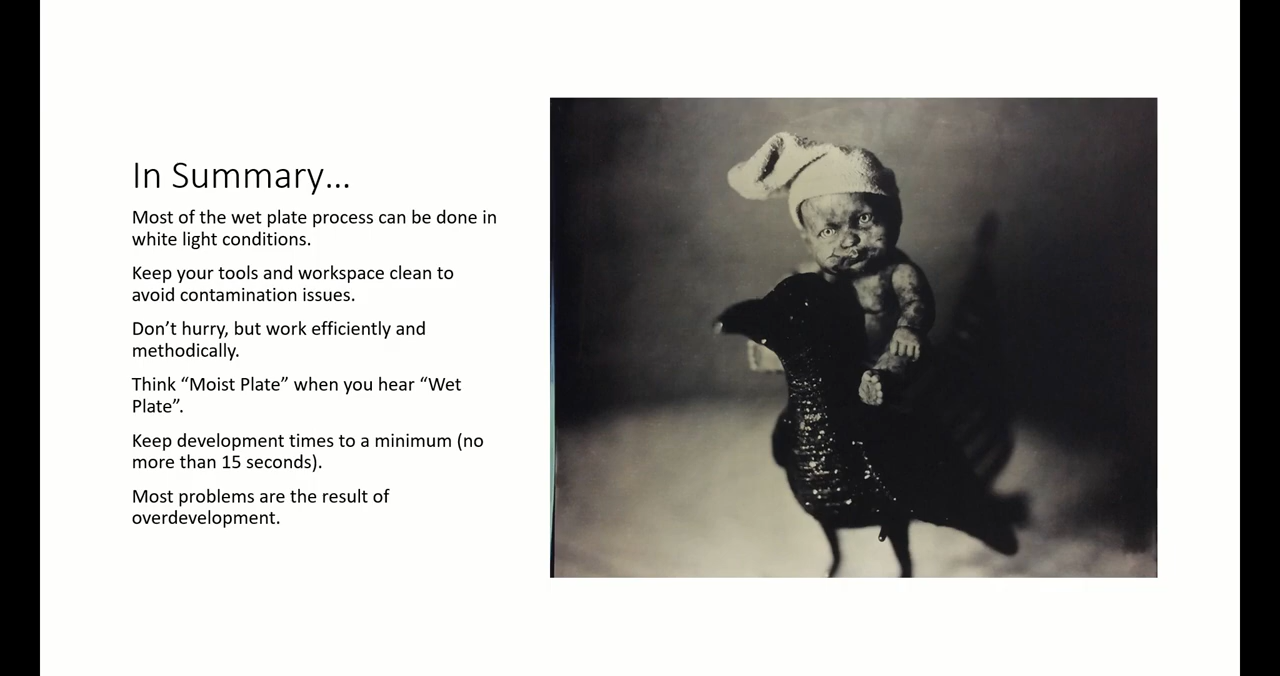 In Summary…
Most of the wet plate process can be done in
white light conditions.
Keep your tools and workspace clean to
avoid contamination issues.
Don’t hurry, but work efficiently and
methodically.
Think “Moist Plate” when you hear “Wet
Plate”.
Keep development times to a minimum (no
more than 15 seconds).
Most problems are the result of
overdevelopment.